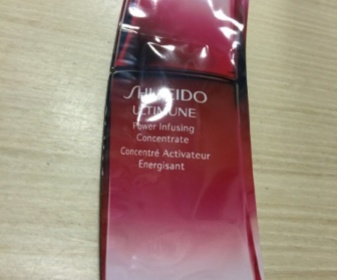 SHISEIDO
ULTIMUNE
Power Infusing
Concentrate
Concentré Activateur
Energisant